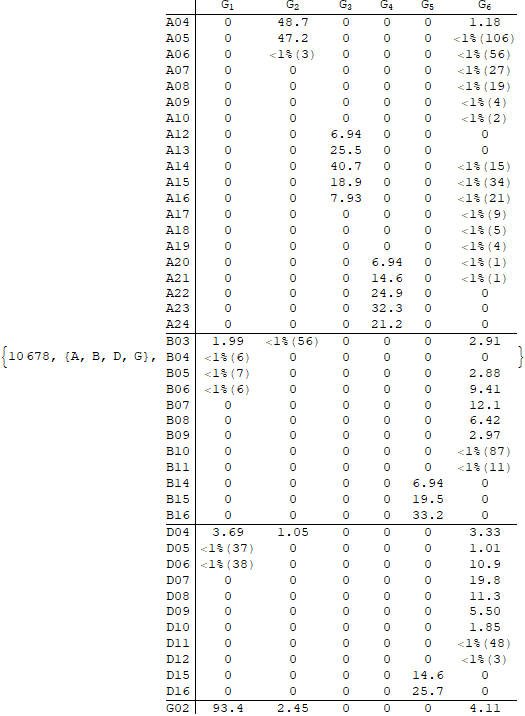 G₁ G₂ G₃ G₄ G₅ G₆
A04 0 48.7 0 0 0 1.18
A05 0 47.2 0 0 0 <1%(106)
A06 0 <1%(3) 0 0 0 <1%(56)
A07 0 0 0 0 0 <1%(27)
A08 0 0 0 0 0 <1%(19)
A09 0 0 0 0 0 <1%(4)
A10 0 0 0 0 0 <1%(2)
A12 0 0 6.94 0 0 0
A13 0 0 25.5 0 0 0
A14 0 0 40.7 0 0 <1%(15)
A15 0 0 18.9 0 0 <1%(34)
A16 0 0 7.93 0 0 <1%(21)
A17 0 0 0 0 0 <1%(9)
A18 0 0 0 0 0 <1%(5)
A19 0 0 0 0 0 <1%(4)
A20 0 0 0 6.94 0 <1%(1)
A21 0 0 0 14.6 0 <1%(1)
A22 0 0 0 24.9 0 0
A23 0 0 0 32.3 0 0
A24 0 0 0 21.2 0 0
B03 1.99 <1%(56) 0 0 0 2.91
{10 678, {A, B, D, G}, B04 <1%(6) 0 0 0 0 0 }
B05 <1%(7) 0 0 0 0 2.88
B06 <1%(6) 0 0 0 0 9.41
B07 0 0 0 0 0 12.1
B08 0 0 0 0 0 6.42
B09 0 0 0 0 0 2.97
B10 0 0 0 0 0 <1%(87)
B11 0 0 0 0 0 <1%(11)
B14 0 0 0 0 6.94 0
B15 0 0 0 0 19.5 0
B16 0 0 0 0 33.2 0
D04 3.69 1.05 0 0 0 3.33
D05 <1%(37) 0 0 0 0 1.01
D06 <1%(38) 0 0 0 0 10.9
D07 0 0 0 0 0 19.8
D08 0 0 0 0 0 11.3
D09 0 0 0 0 0 5.50
D10 0 0 0 0 0 1.85
D11 0 0 0 0 0 <1%(48)
D12 0 0 0 0 0 <1%(3)
D15 0 0 0 0 14.6 0
D16 0 0 0 0 25.7 0
G02 93.4 2.45 0 0 0 4.11